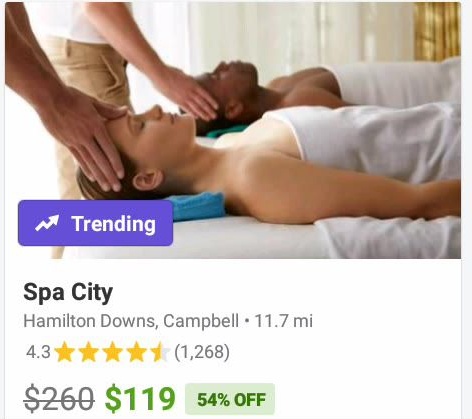 Trending
Spa City
Hamilton Downs, Campbell • 11.7 mi
4.3 (1,268)
$260 $119 54% OFF